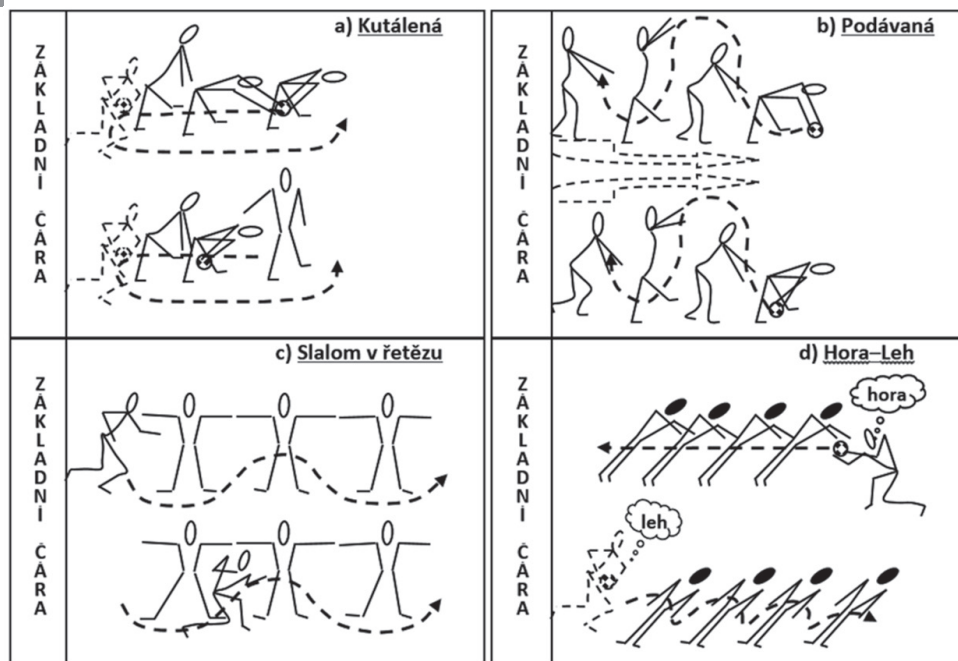 a) Kutálená
ZÁKLADNÍ ČÁRA
b) Podávaná
ZÁKLADNÍ ČÁRA
c) Slalom v řetězu
ZÁKLADNÍ ČÁRA
d) Hora–Leh
ZÁKLADNÍ ČÁRA
hora
leh